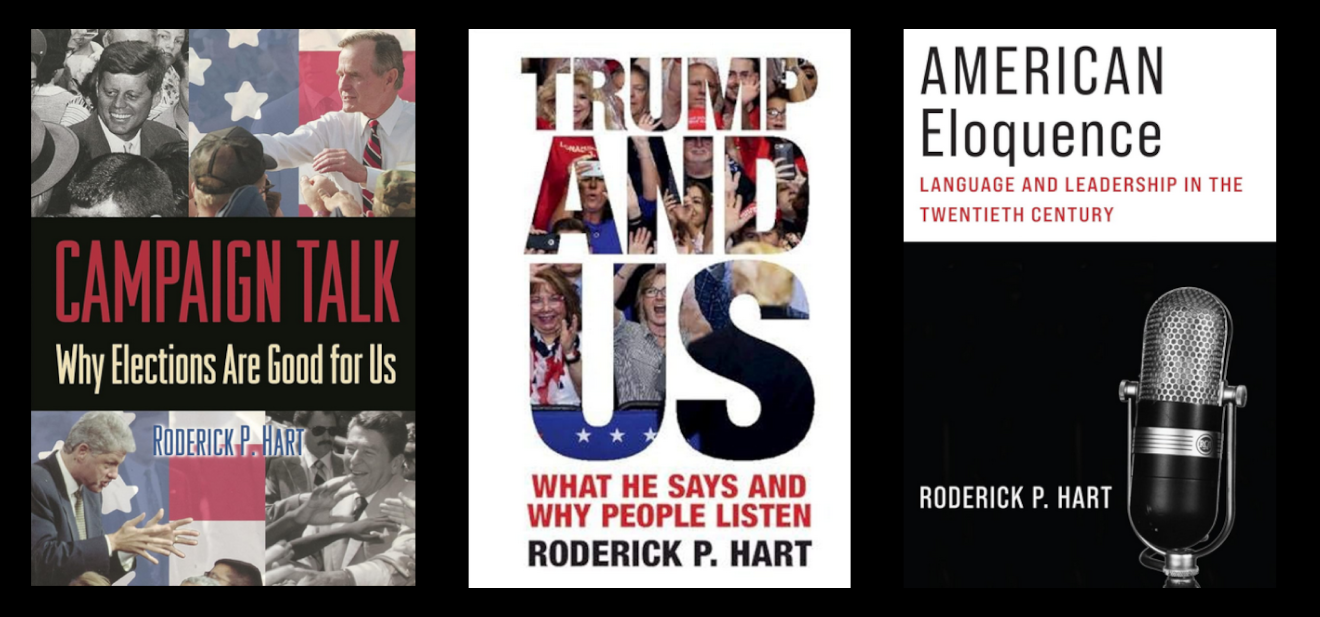 CAMPAIGN TALK
Why Elections Are Good for Us
RODERICK P. HART
TRUMP
AND
US
WHAT HE SAYS AND
WHY PEOPLE LISTEN
RODERICK P. HART
AMERICAN
Eloquence
LANGUAGE AND LEADERSHIP IN THE
TWENTIETH CENTURY
RODERICK P. HART